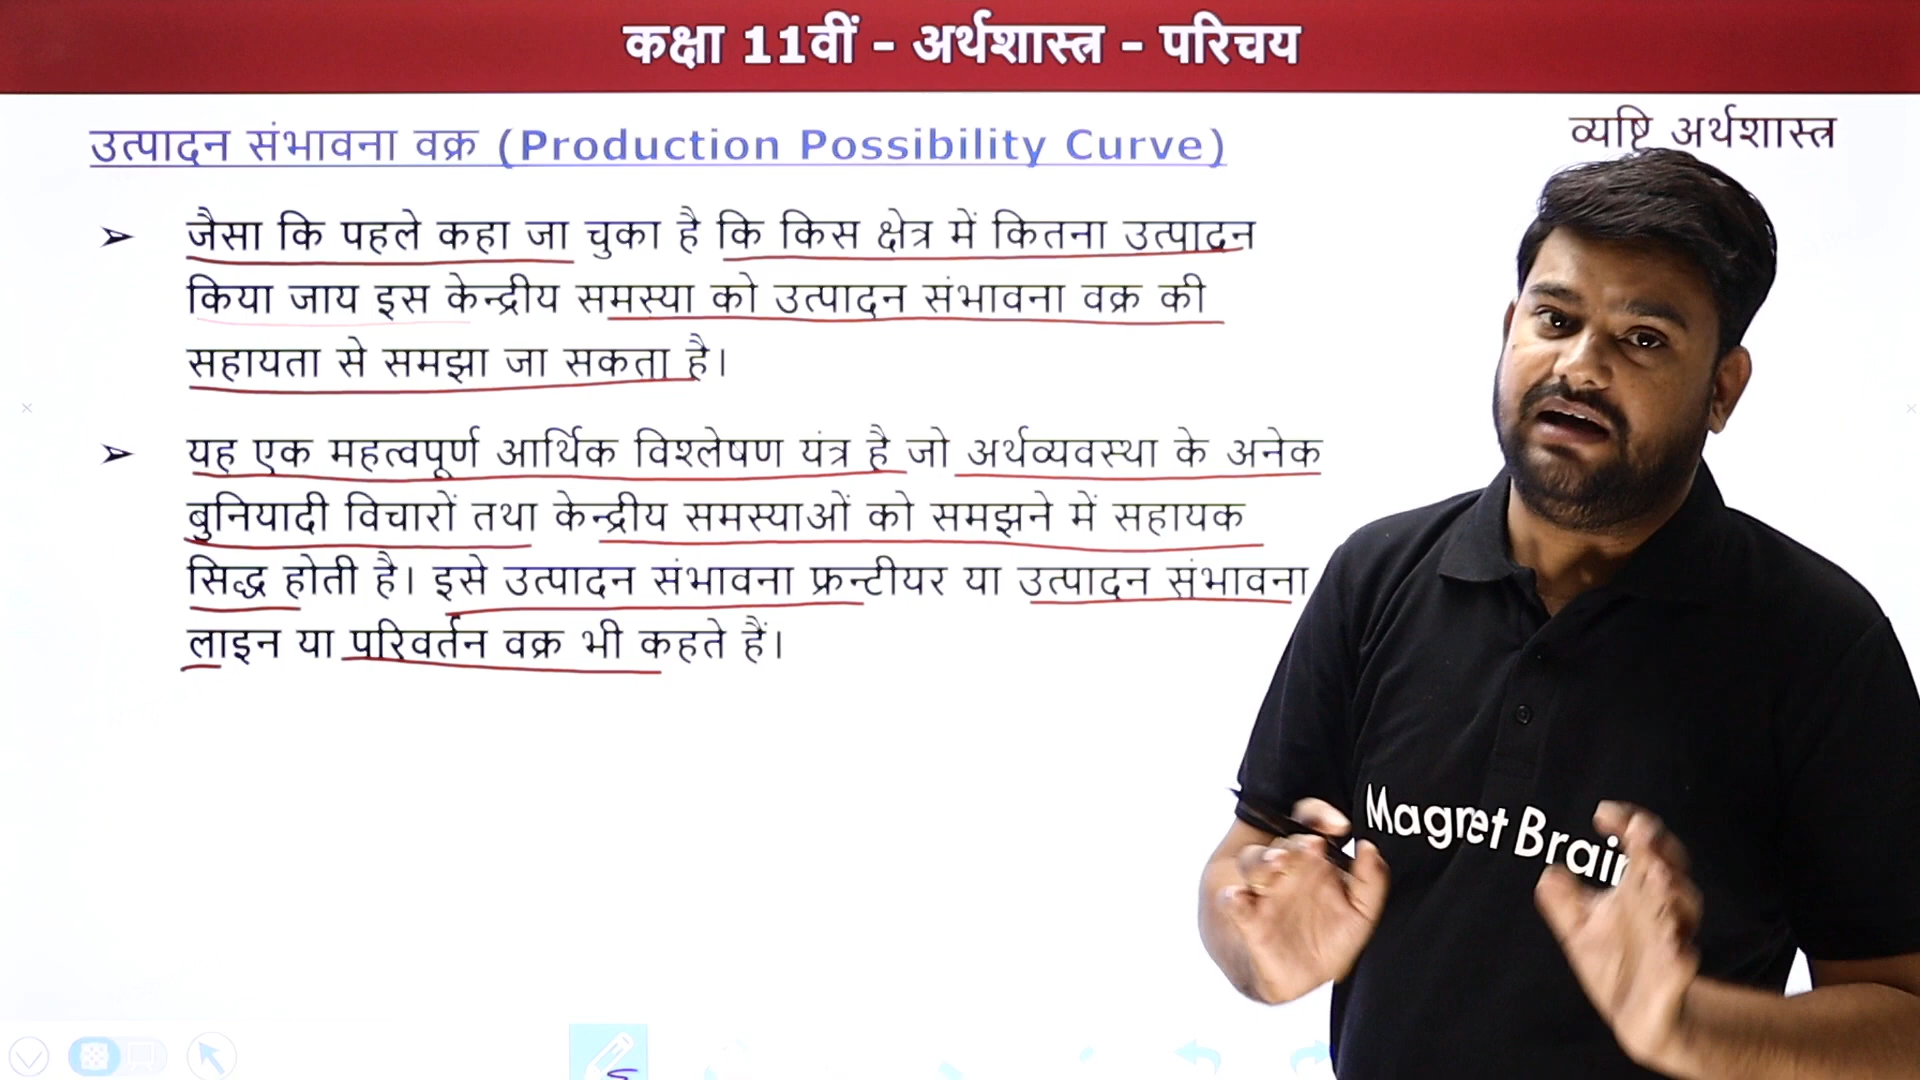 कक्षा 11वीं - अर्थशास्त्र - परिचय
व्यष्टि अर्थशास्त्र
उत्पादन संभावना वक्र (Production Possibility Curve)
➢ जैसा कि पहले कहा जा चुका है कि किस क्षेत्र में कितना उत्पादन
किया जाय इस केन्द्रीय समस्या को उत्पादन संभावना वक्र की
सहायता से समझा जा सकता है।
➢ यह एक महत्वपूर्ण आर्थिक विश्लेषण यंत्र है जो अर्थव्यवस्था के अनेक
बुनियादी विचारों तथा केन्द्रीय समस्याओं को समझने में सहायक
सिद्ध होती है। इसे उत्पादन संभावना फ्रन्टीयर या उत्पादन संभावना
लाइन या परिवर्तन वक्र भी कहते हैं।
Magnet Brain